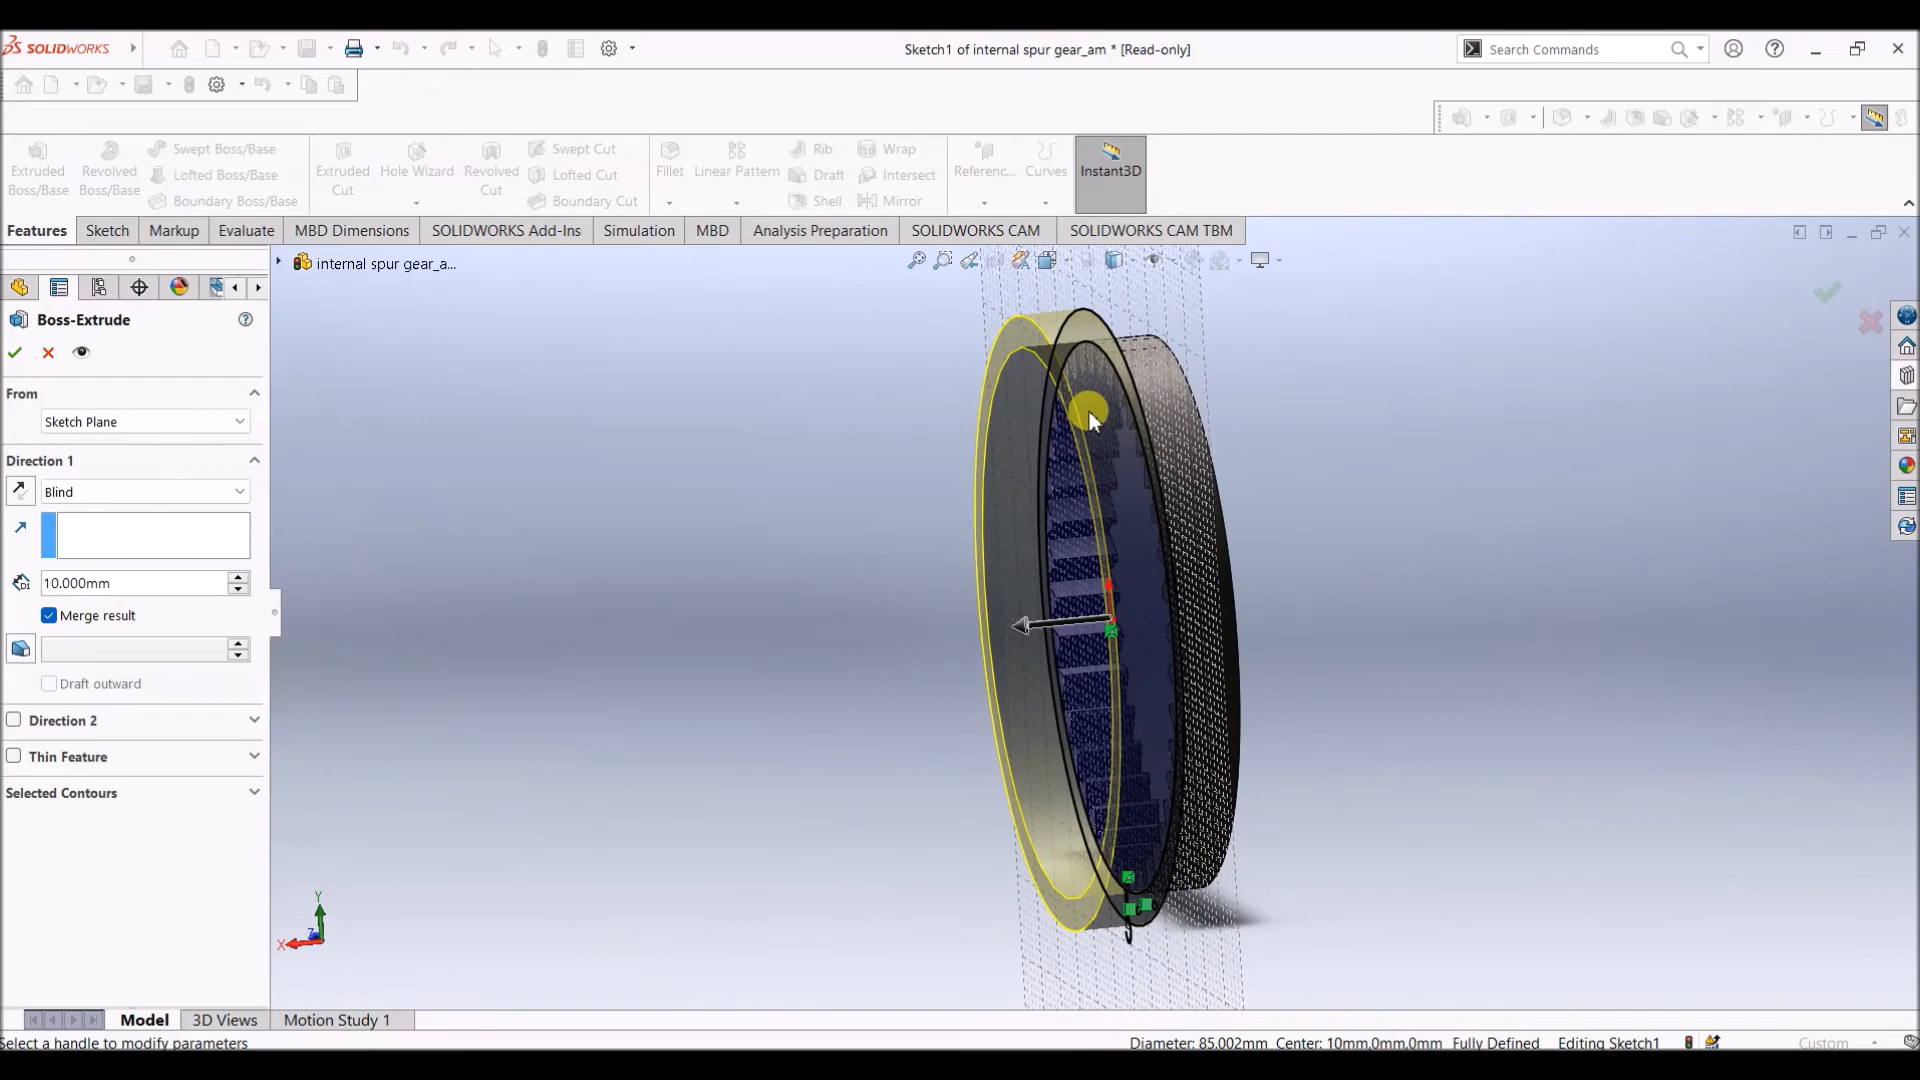 SOLIDWORKS
Sketch1 of internal spur gear_am * [Read-only]
Search Commands
Extruded Boss/Base
Revolved Boss/Base
Swept Boss/Base
Lofted Boss/Base
Boundary Boss/Base
Extruded Cut
Hole Wizard
Revolved Cut
Swept Cut
Lofted Cut
Boundary Cut
Fillet
Linear Pattern
Rib
Draft
Shell
Wrap
Intersect
Mirror
Referenc...
Curves
Instant3D
Features
Sketch
Markup
Evaluate
MBD Dimensions
SOLIDWORKS Add-Ins
Simulation
MBD
Analysis Preparation
SOLIDWORKS CAM
SOLIDWORKS CAM TBM
internal spur gear_a...
Boss-Extrude
From
Sketch Plane
Direction 1
Blind
10.000mm
Merge result
Draft outward
Direction 2
Thin Feature
Selected Contours
Y
X
Z
Model
3D Views
Motion Study 1
Select a handle to modify parameters
Diameter: 85.002mm Center: 10mm,0mm,0mm
Fully Defined
Editing Sketch1
Custom